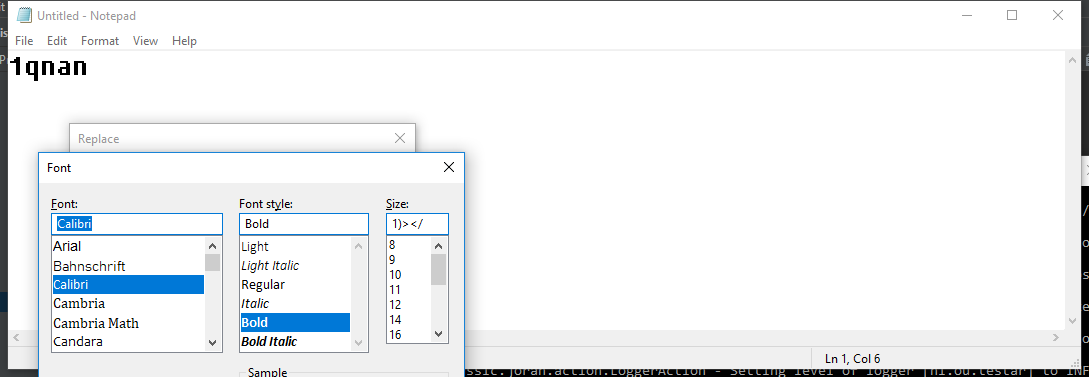 Untitled - Notepad
File Edit Format View Help
1qnan
Replace
Font
Font: Font style: Size:
Calibri Bold 1)></
Arial
Bahnschrift
Calibri
Cambria
Cambria Math
Candara
Light
Light Italic
Regular
Italic
Bold
Bold Italic
8
9
10
11
12
14
16
Sample
Ln 1, Col 6
ssic.joran.action.LoggerAction - Setting level of logger [nl.ou.testar] to INF